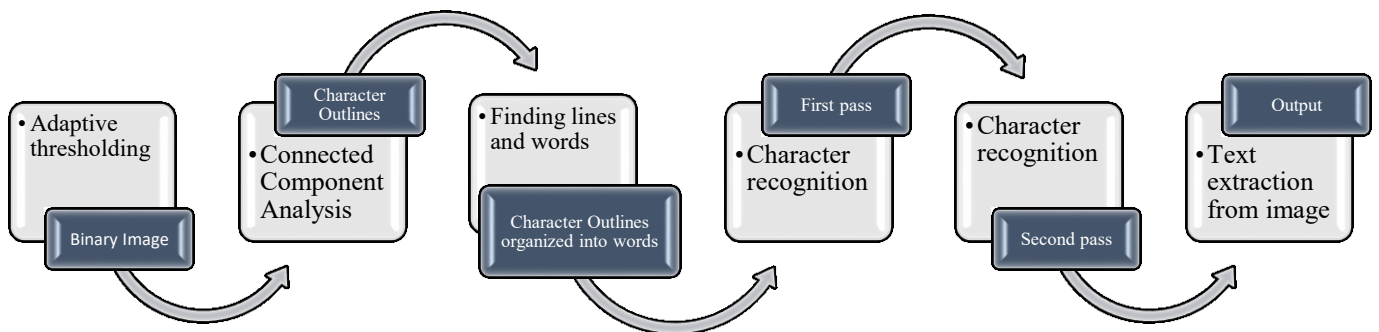 • Adaptive
thresholding
Binary Image
Character
Outlines
• Connected
Component
Analysis
• Finding lines
and words
Character Outlines
organized into words
First pass
• Character
recognition
• Character
recognition
Second pass
Output
• Text
extraction
from image